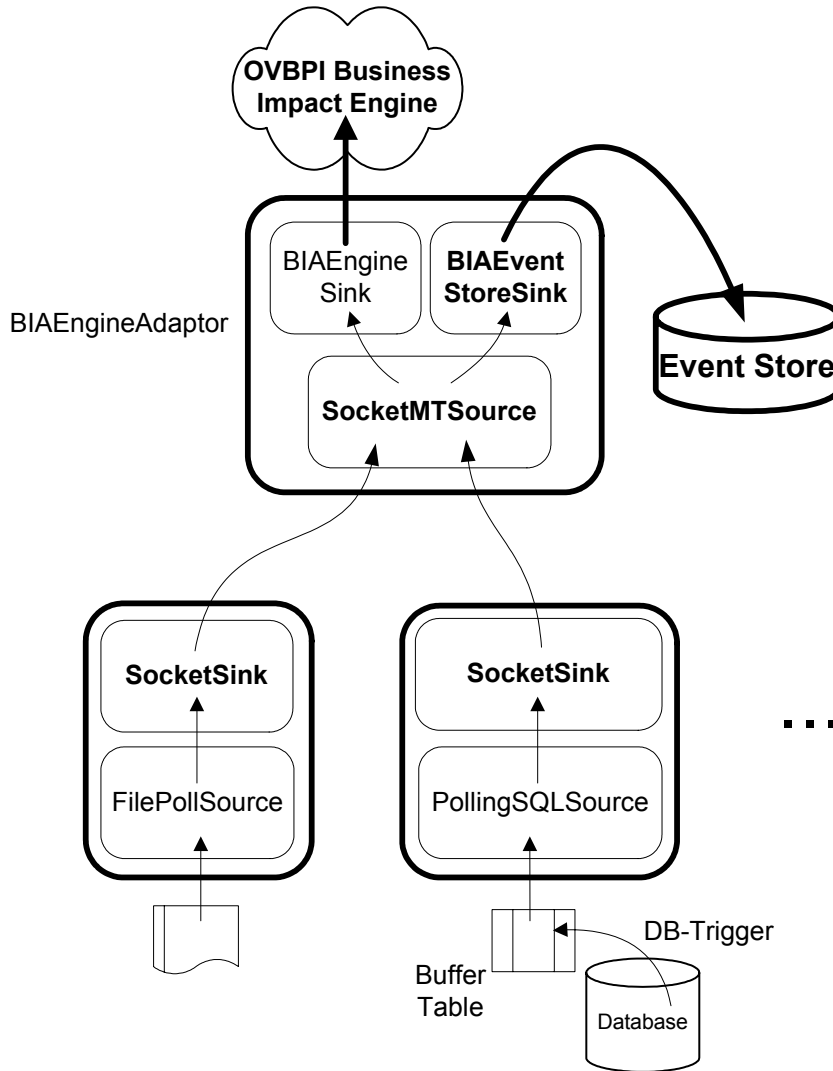 OVBPI Business
Impact Engine
BIAEngine
Sink
BIAEvent
StoreSink
BIAEngineAdaptor
Event Store
SocketMTSource
SocketSink
SocketSink
FilePollSource
PollingSQLSource
DB-Trigger
Buffer
Table
Database